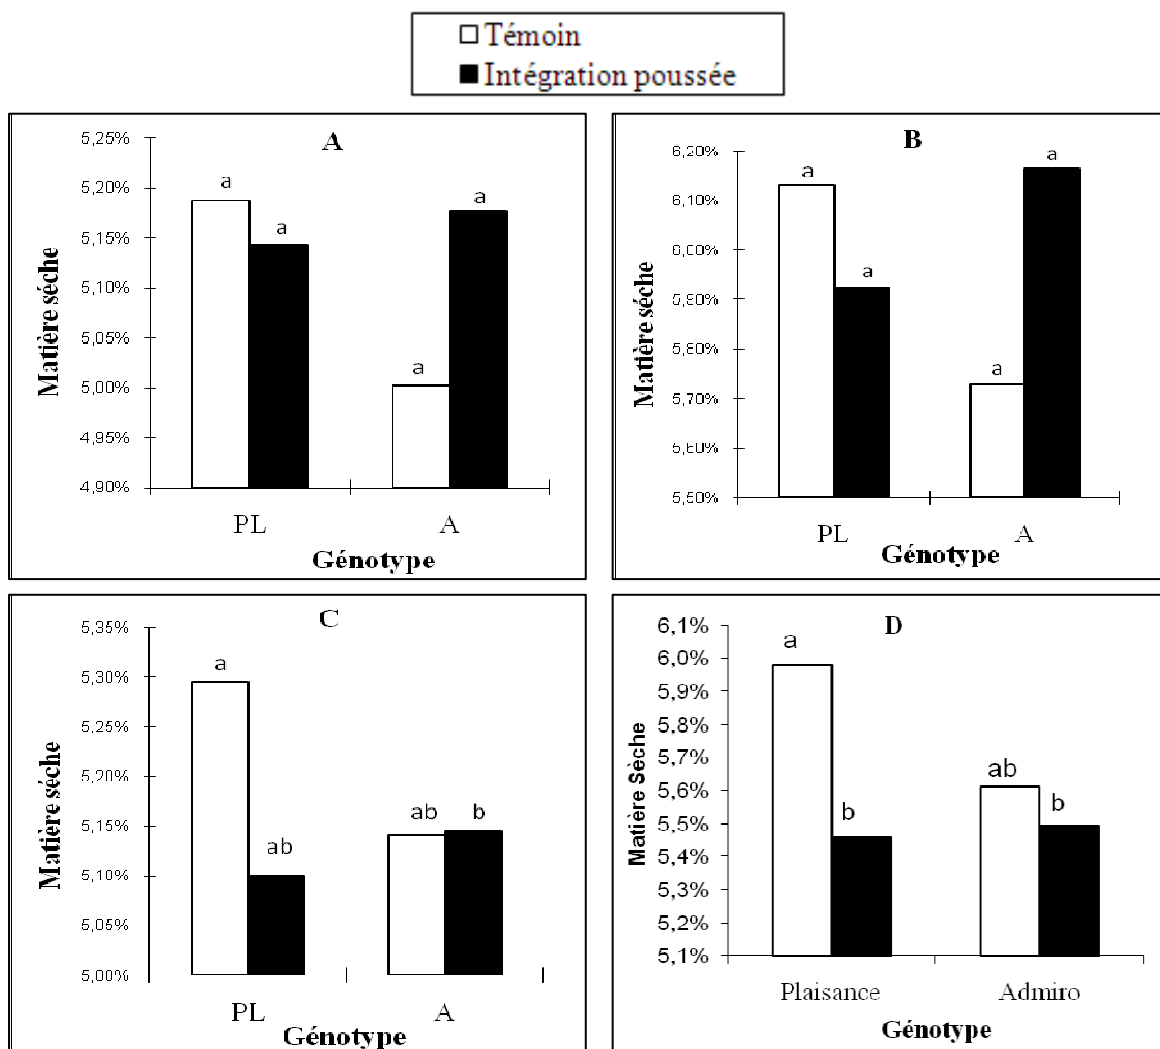 Témoin
Intégration poussée
A
5,25%
5,20%
5,15%
5,10%
5,05%
5,00%
4,95%
4,90%
Matière séche
a
a
a
a
PL
A
Génotype
B
6,20%
6,10%
6,00%
5,90%
5,80%
5,70%
5,60%
5,50%
Matière séche
a
a
a
a
PL
A
Génotype
C
5,35%
5,30%
5,25%
5,20%
5,15%
5,10%
5,05%
5,00%
Matière séche
a
ab
ab
b
PL
A
Génotype
D
6,1%
6,0%
5,9%
5,8%
5,7%
5,6%
5,5%
5,4%
5,3%
5,2%
5,1%
Matière Sèche
a
b
ab
b
Plaisance
Admiro
Génotype